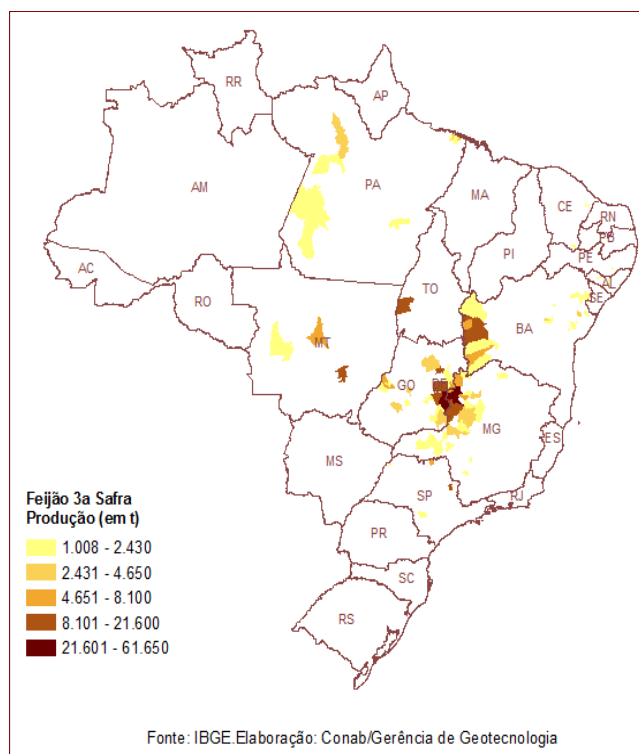 RR
AP
AM
PA
MA
CE
RN
PB
PE
PI
AC
AL
TO
SE
RO
BA
MT
GO
DF
MG
ES
MS
SP
RJ
PR
SC
RS
Feijão 3a Safra
Produção (em t)
1.008 - 2.430
2.431 - 4.650
4.651 - 8.100
8.101 - 21.600
21.601 - 61.650
Fonte: IBGE.Elaboração: Conab/Gerência de Geotecnologia